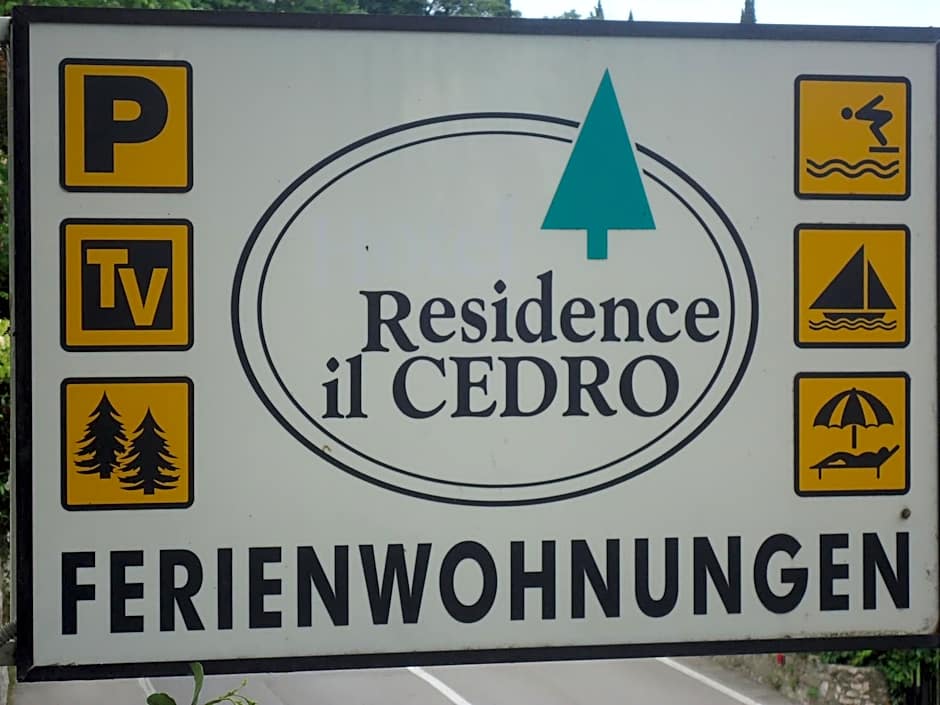 P
TV
Residence
il CEDRO
FERIENWOHNUNGEN